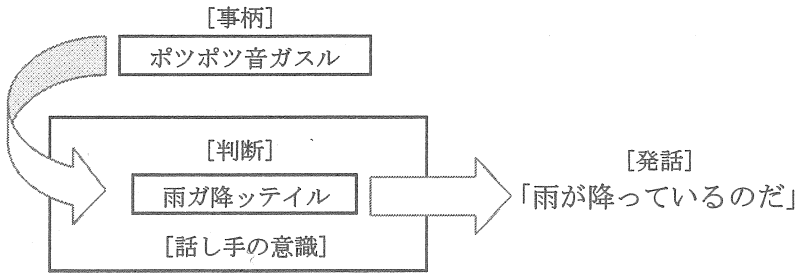 ［事柄］
ポツポツ音ガスル
［判断］
雨ガ降ッテイル
［話し手の意識］
［発話］
「雨が降っているのだ」